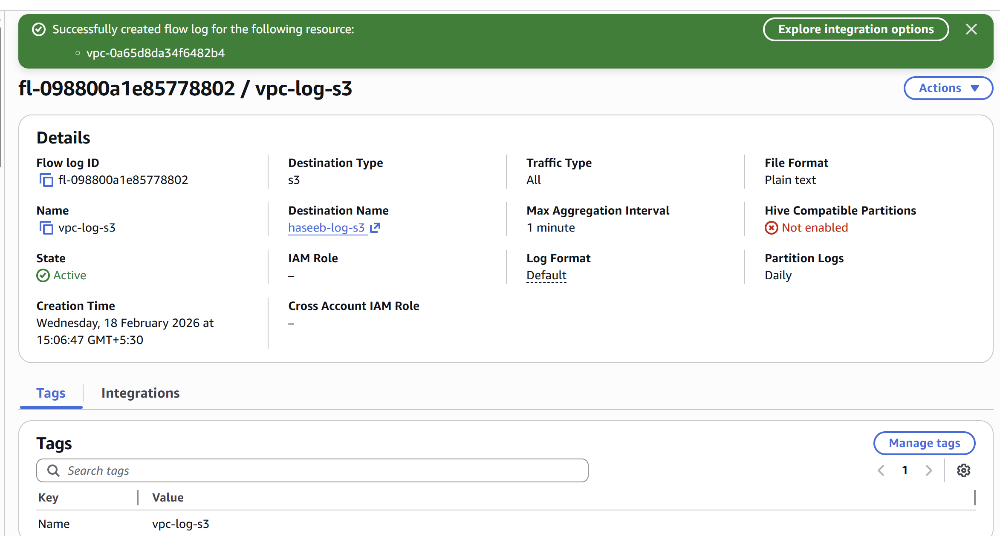 Successfully created flow log for the following resource:
Explore integration options
vpc-0a65d8da34f6482b4
fl-098800a1e85778802 / vpc-log-s3
Actions
Details
Flow log ID
fl-098800a1e85778802
Destination Type
s3
Traffic Type
All
File Format
Plain text
Name
vpc-log-s3
Destination Name
haseeb-log-s3
Max Aggregation Interval
1 minute
Hive Compatible Partitions
Not enabled
State
Active
IAM Role
–
Log Format
Default
Partition Logs
Daily
Creation Time
Wednesday, 18 February 2026 at
15:06:47 GMT+5:30
Cross Account IAM Role
–
Tags
Integrations
Tags
Manage tags
Search tags
1
Key
Value
Name
vpc-log-s3